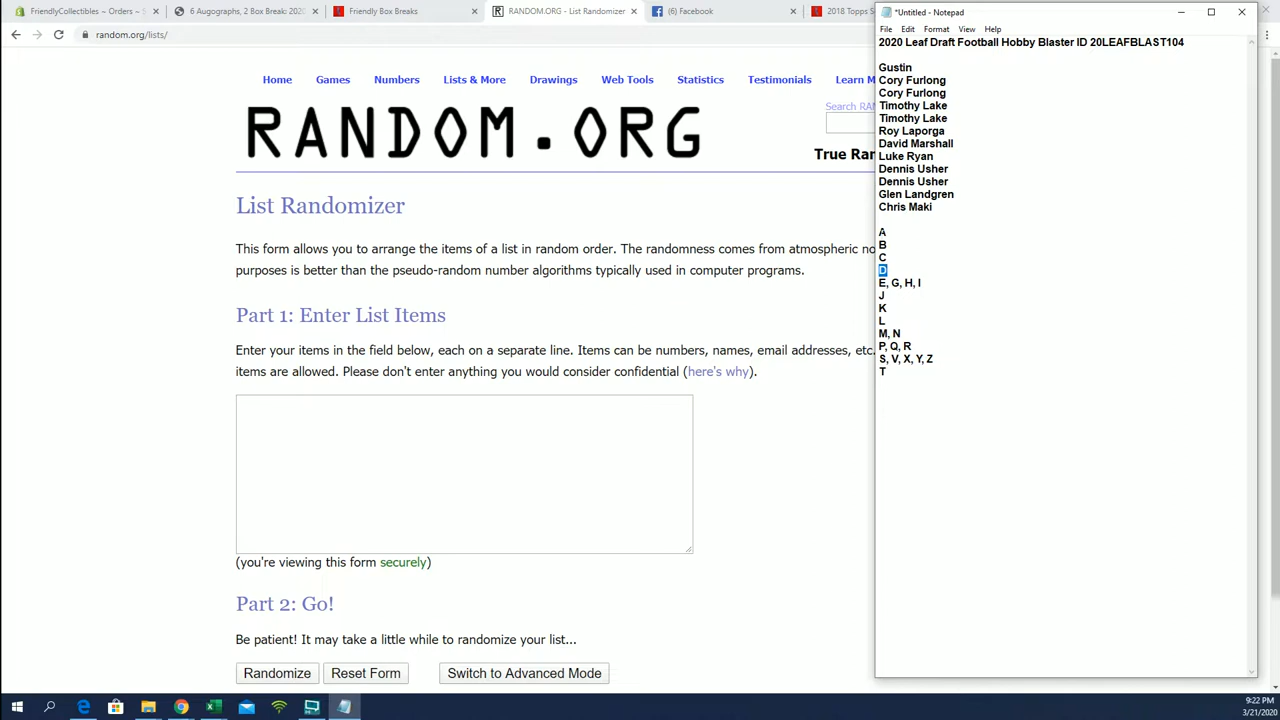 FriendlyCollectibles ~ Orders ~ S
6 Augographs, 2 Box Break: 2020
Friendly Box Breaks
RANDOM.ORG - List Randomizer
(6) Facebook
2018 Topps S
random.org/lists/
Home
Games
Numbers
Lists & More
Drawings
Web Tools
Statistics
Testimonials
Learn M
RANDOM.ORG
Search RAN
True Ran
List Randomizer
This form allows you to arrange the items of a list in random order. The randomness comes from atmospheric no
purposes is better than the pseudo-random number algorithms typically used in computer programs.
Part 1: Enter List Items
Enter your items in the field below, each on a separate line. Items can be numbers, names, email addresses, etc.
items are allowed. Please don't enter anything you would consider confidential (here's why).
(you're viewing this form securely)
Part 2: Go!
Be patient! It may take a little while to randomize your list...
Randomize
Reset Form
Switch to Advanced Mode
*Untitled - Notepad
File Edit Format View Help
2020 Leaf Draft Football Hobby Blaster ID 20LEAFBLAST104
Gustin
Cory Furlong
Cory Furlong
Timothy Lake
Timothy Lake
Roy Laporga
David Marshall
Luke Ryan
Dennis Usher
Dennis Usher
Glen Landgren
Chris Maki
A
B
C
D
E, G, H, I
J
K
L
M, N
P, Q, R
S, V, X, Y, Z
T
9:22 PM
3/21/2020